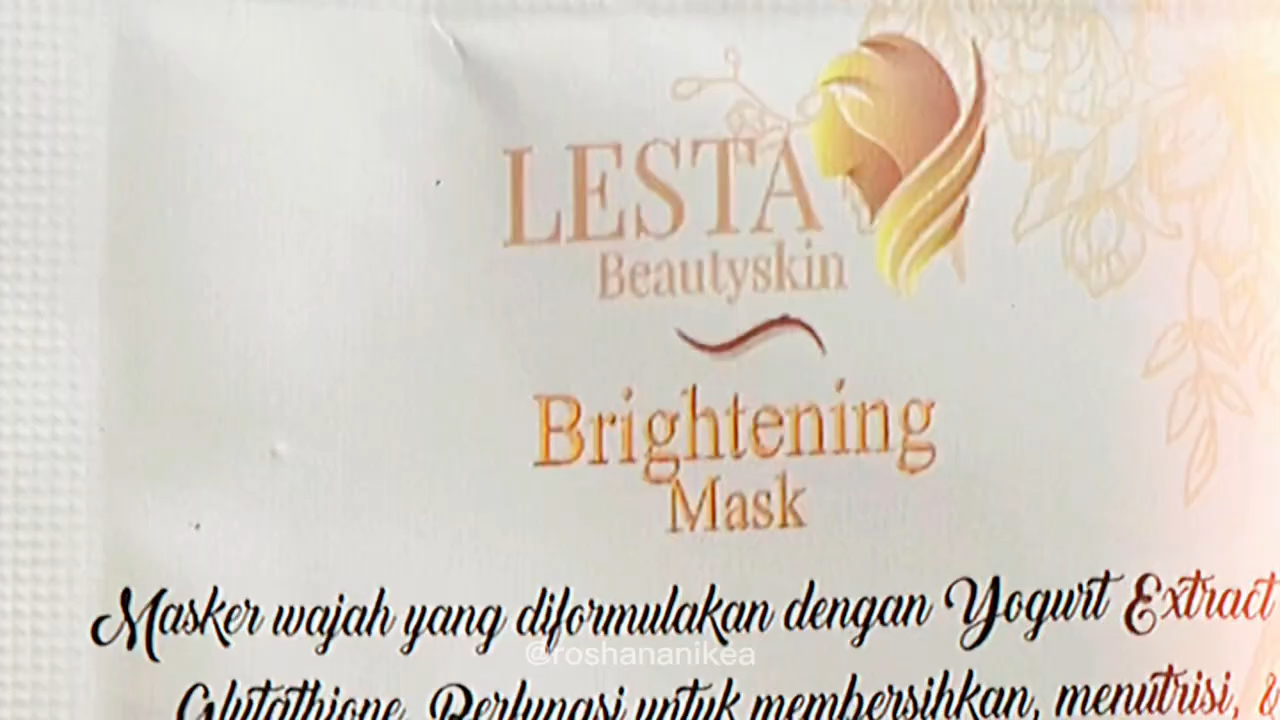 LESTA
Beautyskin
Brightening
Mask
Masker wajah yang diformulakan dengan Yogurt Extract
@roshananikea
Glutathione. Berfungsi untuk membersihkan, menutrisi, &